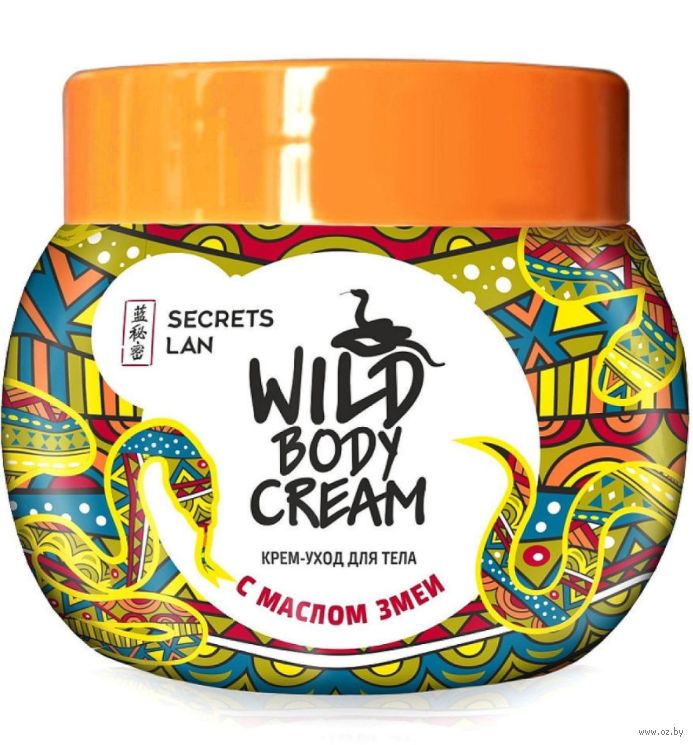 蓝秘密
SECRETS
LAN
WILD
BODY
CREAM
КРЕМ-УХОД ДЛЯ ТЕЛА
С МАСЛОМ ЗМЕИ
www.oz.by